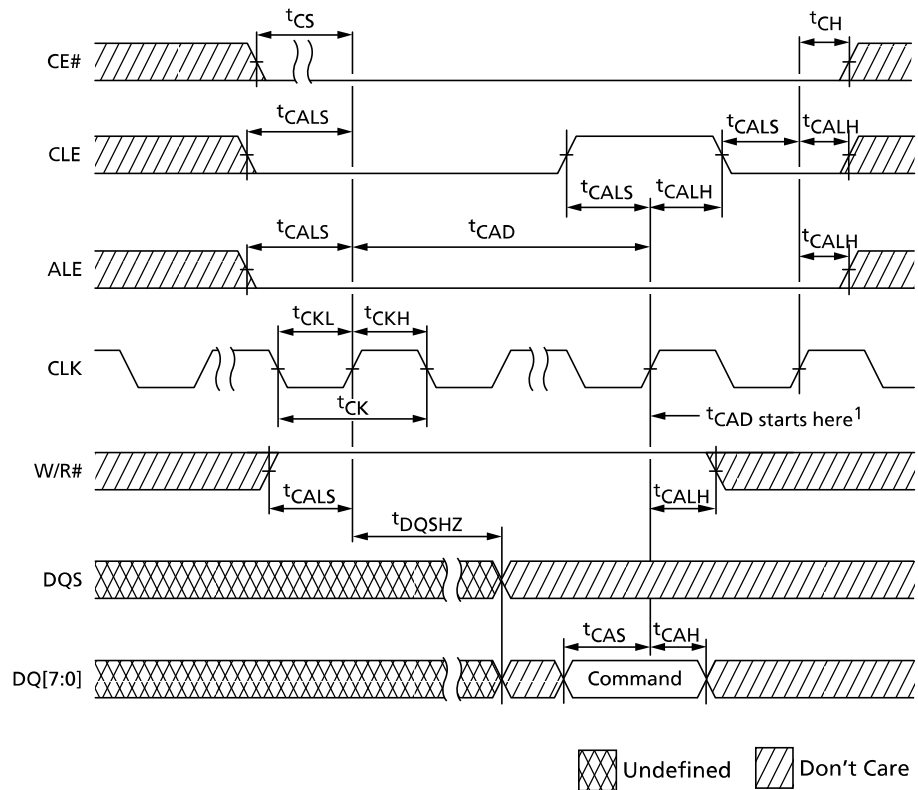 tCS
tCH
CE#
tCALS
tCALS
tCALH
CLE
tCALS
tCALH
tCALS
tCAD
tCALH
ALE
tCKL
tCKH
CLK
tCK
tCAD starts here1
W/R#
tCALS
tCALH
tDQSHZ
DQS
tCAS
tCAH
DQ[7:0]
Command
Undefined
Don't Care